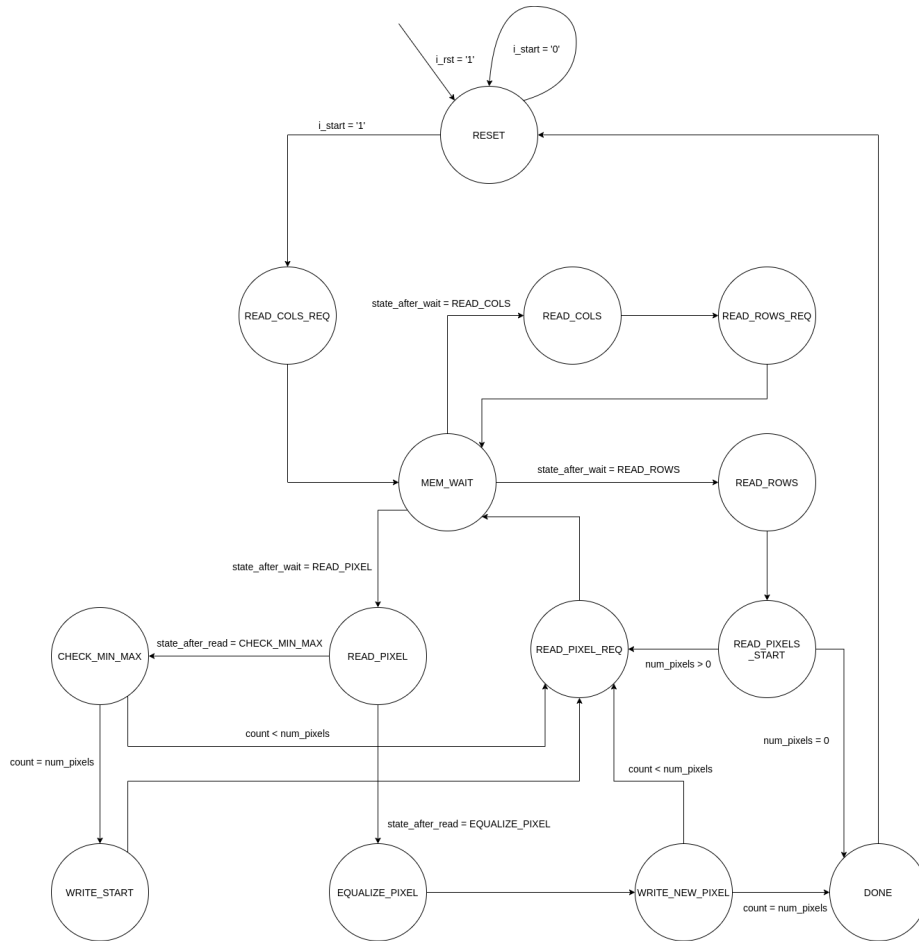 i_start = '0'
i_rst = '1'
i_start = '1'
RESET
state_after_wait = READ_COLS
READ_COLS_REQ
READ_COLS
READ_ROWS_REQ
state_after_wait = READ_ROWS
MEM_WAIT
READ_ROWS
state_after_wait = READ_PIXEL
state_after_read = CHECK_MIN_MAX
CHECK_MIN_MAX
READ_PIXEL
READ_PIXEL_REQ
READ_PIXELS
_START
num_pixels > 0
count < num_pixels
num_pixels = 0
count = num_pixels
count < num_pixels
state_after_read = EQUALIZE_PIXEL
WRITE_START
EQUALIZE_PIXEL
WRITE_NEW_PIXEL
DONE
count = num_pixels